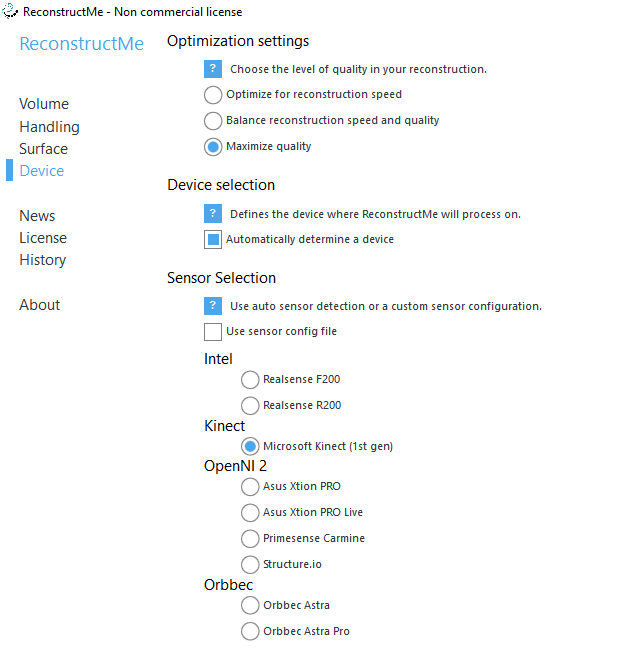 ReconstructMe - Non commercial license
ReconstructMe
Volume
Handling
Surface
Device
News
License
History
About
Optimization settings
? Choose the level of quality in your reconstruction.
Optimize for reconstruction speed
Balance reconstruction speed and quality
Maximize quality
Device selection
? Defines the device where ReconstructMe will process on.
Automatically determine a device
Sensor Selection
? Use auto sensor detection or a custom sensor configuration.
Use sensor config file
Intel
Realsense F200
Realsense R200
Kinect
Microsoft Kinect (1st gen)
OpenNI 2
Asus Xtion PRO
Asus Xtion PRO Live
Primesense Carmine
Structure.io
Orbbec
Orbbec Astra
Orbbec Astra Pro